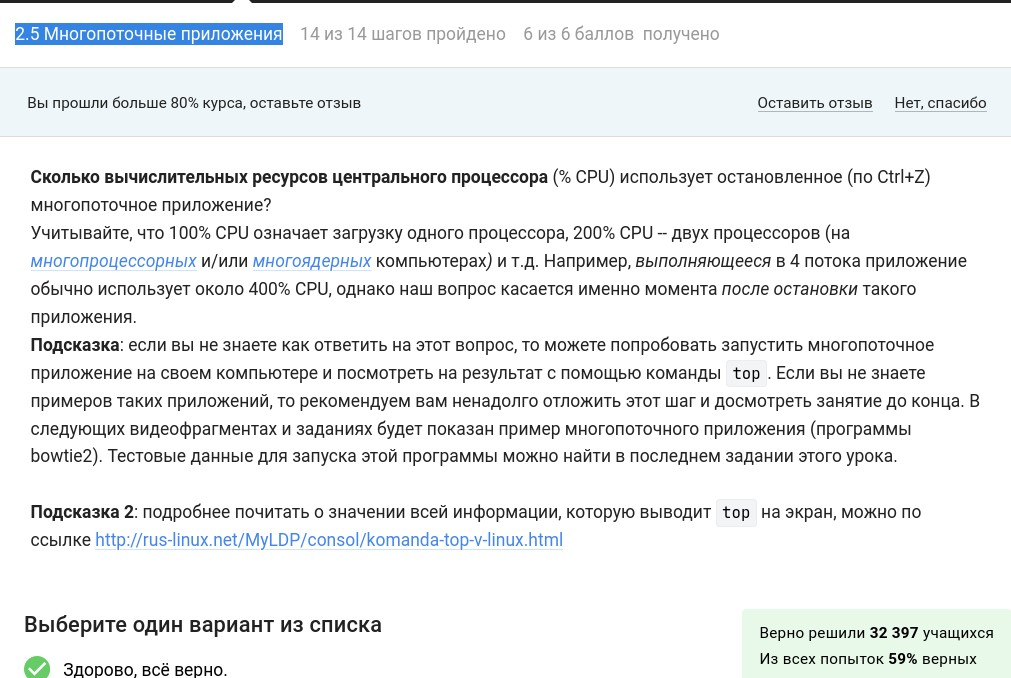 2.5 Многопоточные приложения 14 из 14 шагов пройдено 6 из 6 баллов получено
Вы прошли больше 80% курса, оставьте отзыв Оставить отзыв Нет, спасибо
Сколько вычислительных ресурсов центрального процессора (% CPU) использует остановленное (по Ctrl+Z)
многопоточное приложение?
Учитывайте, что 100% CPU означает загрузку одного процессора, 200% CPU -- двух процессоров (на
многопроцессорных и/или многоядерных компьютерах) и т.д. Например, выполняющееся в 4 потока приложение
обычно использует около 400% CPU, однако наш вопрос касается именно момента после остановки такого
приложения.
Подсказка: если вы не знаете как ответить на этот вопрос, то можете попробовать запустить многопоточное
приложение на своем компьютере и посмотреть на результат с помощью команды top. Если вы не знаете
примеров таких приложений, то рекомендуем вам ненадолго отложить этот шаг и досмотреть занятие до конца. В
следующих видеофрагментах и заданиях будет показан пример многопоточного приложения (программы
bowtie2). Тестовые данные для запуска этой программы можно найти в последнем задании этого урока.
Подсказка 2: подробнее почитать о значении всей информации, которую выводит top на экран, можно по
ссылке http://rus-linux.net/MyLDP/consol/komanda-top-v-linux.html
Выберите один вариант из списка
Верно решили 32 397 учащихся
Из всех попыток 59% верных
Здорово, всё верно.